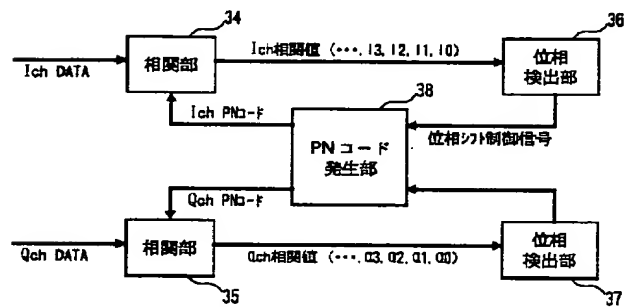 34
36
相関部
Ich相関値 (・・・, I3, I2, I1, I0)
位相
検出部
Ich DATA
38
Ich PNコード
PN コード
発生部
位相シフト制御信号
Qch PNコード
相関部
Qch相関値 (・・・, Q3, Q2, Q1, Q0)
位相
検出部
Qch DATA
35
37